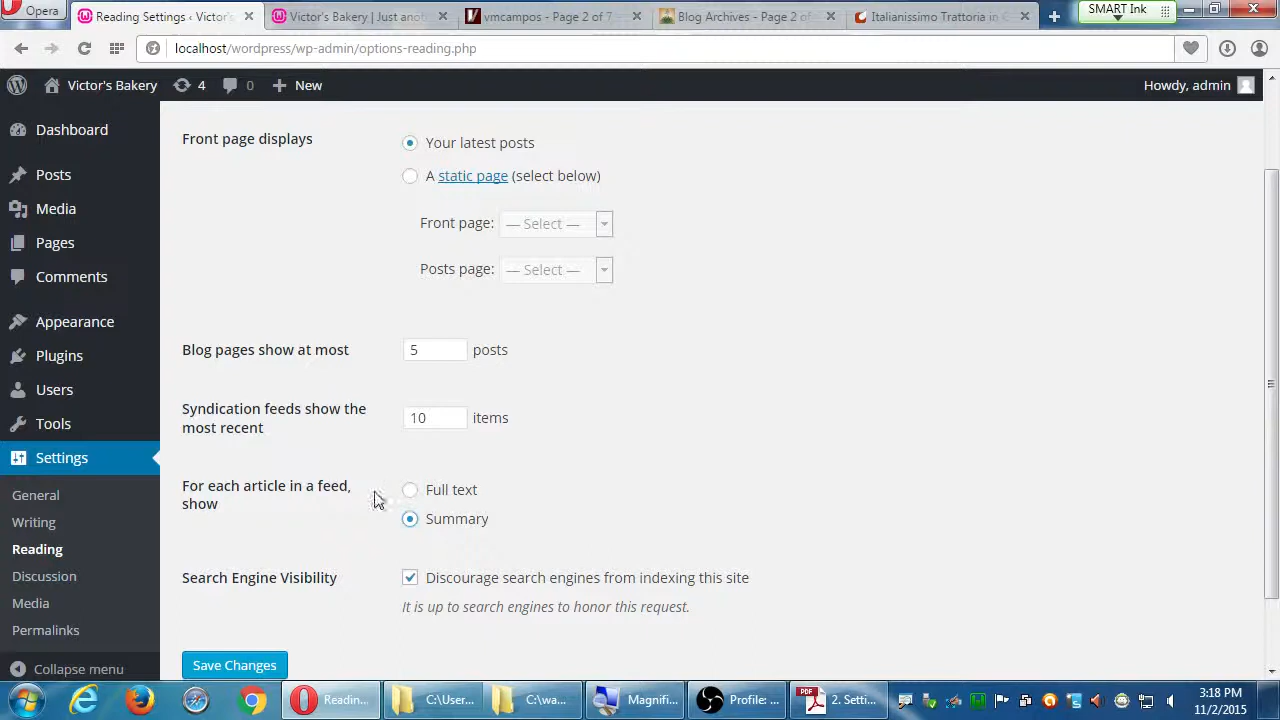 Opera
Reading Settings ‹ Victor's
Victor's Bakery | Just anot
vmcampos - Page 2 of 7
Blog Archives - Page 2 of
Italianissimo Trattoria in G
SMART Ink
localhost/wordpress/wp-admin/options-reading.php
Victor's Bakery
4
0
New
Howdy, admin
Dashboard
Posts
Media
Pages
Comments
Appearance
Plugins
Users
Tools
Settings
General
Writing
Reading
Discussion
Media
Permalinks
Collapse menu
Front page displays
Your latest posts
A static page (select below)
Front page: — Select —
Posts page: — Select —
Blog pages show at most
5 posts
Syndication feeds show the
most recent
10 items
For each article in a feed,
show
Full text
Summary
Search Engine Visibility
Discourage search engines from indexing this site
It is up to search engines to honor this request.
Save Changes
Readin...
C:\User...
C:\wa...
Magnifi...
Profile: ...
PDF
2. Setti...
3:18 PM
11/2/2015